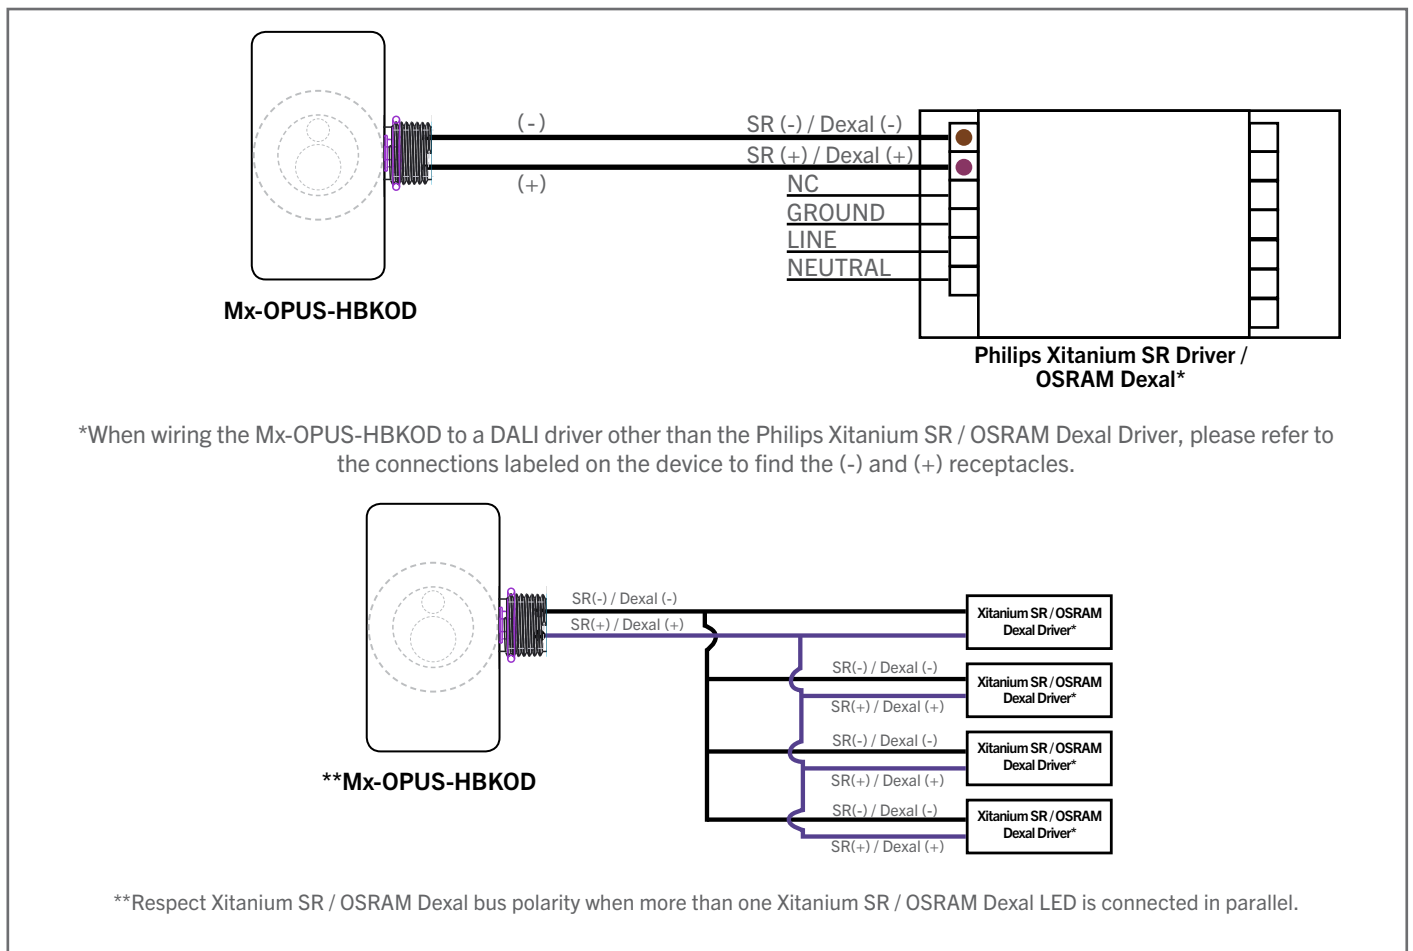 (-)
SR (-) / Dexal (-)
SR (+) / Dexal (+)
(+)
NC
GROUND
LINE
NEUTRAL
Mx-OPUS-HBKOD
Philips Xitanium SR Driver /
OSRAM Dexal*
*When wiring the Mx-OPUS-HBKOD to a DALI driver other than the Philips Xitanium SR / OSRAM Dexal Driver, please refer to
the connections labeled on the device to find the (-) and (+) receptacles.
SR(-) / Dexal (-)
SR(+) / Dexal (+)
Xitanium SR / OSRAM
Dexal Driver*
SR(-) / Dexal (-)
SR(+) / Dexal (+)
Xitanium SR / OSRAM
Dexal Driver*
SR(-) / Dexal (-)
SR(+) / Dexal (+)
Xitanium SR / OSRAM
Dexal Driver*
SR(-) / Dexal (-)
SR(+) / Dexal (+)
Xitanium SR / OSRAM
Dexal Driver*
**Mx-OPUS-HBKOD
**Respect Xitanium SR / OSRAM Dexal bus polarity when more than one Xitanium SR / OSRAM Dexal LED is connected in parallel.